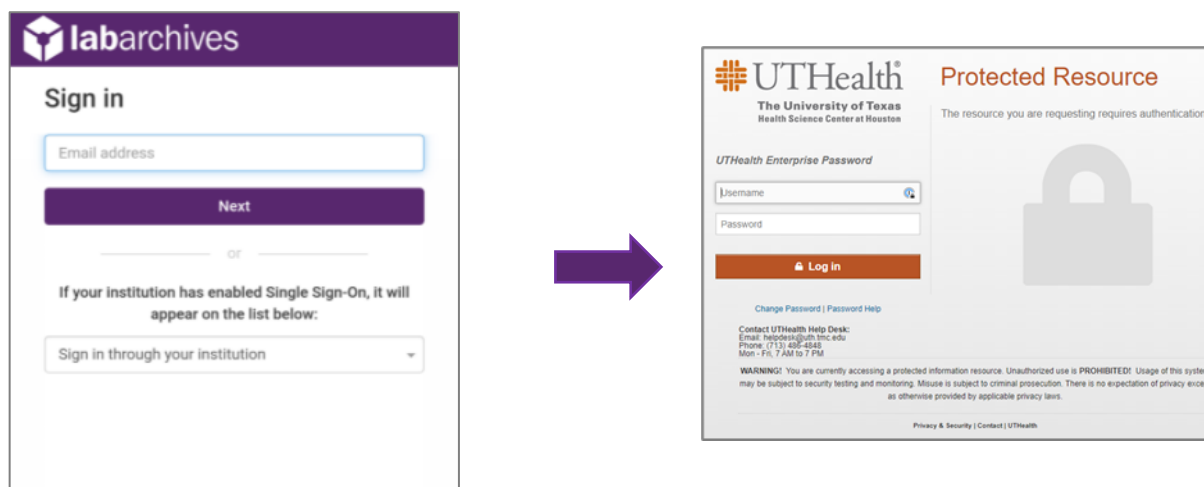 labarchives
Sign in
Email address
Next
or
If your institution has enabled Single Sign-On, it will
appear on the list below:
Sign in through your institution
UTHealth®
The University of Texas
Health Science Center at Houston
Protected Resource
The resource you are requesting requires authentication
UTHealth Enterprise Password
Username
Password
Log in
Change Password | Password Help
Contact UTHealth Help Desk:
Email: helpdesk@uth.tmc.edu
Phone: (713) 486-4848
Mon - Fri, 7 AM to 7 PM
WARNING! You are currently accessing a protected information resource. Unauthorized use is PROHIBITED! Usage of this syste
may be subject to security testing and monitoring. Misuse is subject to criminal prosecution. There is no expectation of privacy exce
as otherwise provided by applicable privacy laws.
Privacy & Security | Contact | UTHealth